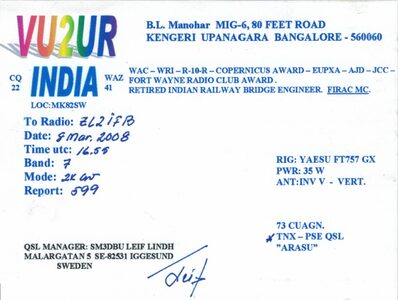 VU2UR
B.L. Manohar MIG-6, 80 FEET ROAD
KENGERI UPANAGARA BANGALORE - 560060
CQ
22
INDIA
WAZ
41
LOC:MK82SW
WAC – WRI – R-10-R – COPERNICUS AWARD – EUPXA – AJD – JCC –
FORT WAYNE RADIO CLUB AWARD .
RETIRED INDIAN RAILWAY BRIDGE ENGINEER. FIRAC MC.
To Radio: ZL2iFB
Date: 8 Mar. 2008
Time utc: 16.55
Band: 7
Mode: 2x cw
Report: 599
RIG: YAESU FT757 GX
PWR: 35 W
ANT:INV V - VERT.
73 CUAGN.
* TNX – PSE QSL
"ARASU"
QSL MANAGER: SM3DBU LEIF LINDH
MALARGATAN 5 SE-82531 IGGESUND
SWEDEN
Leif